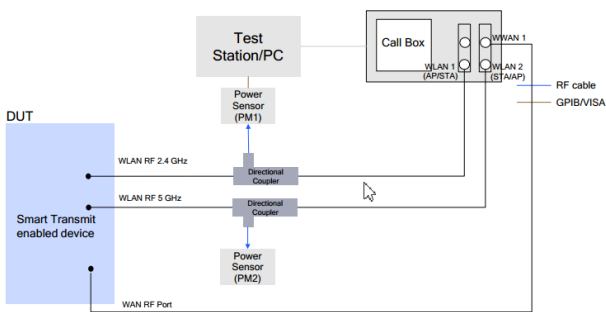 Test
Station/PC
Call Box
WWAN 1
WLAN 1
(AP/STA)
WLAN 2
(STA/AP)
RF cable
GPIB/VISA
Power
Sensor
(PM1)
DUT
WLAN RF 2.4 GHz
Directional
Coupler
WLAN RF 5 GHz
Directional
Coupler
Smart Transmit
enabled device
Power
Sensor
(PM2)
WAN RF Port